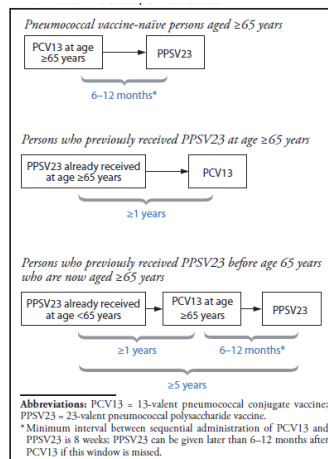 Pneumococcal vaccine-naïve persons aged ≥65 years
PCV13 at age
≥65 years
PPSV23
6–12 months*
Persons who previously received PPSV23 at age ≥65 years
PPSV23 already received
at age ≥65 years
PCV13
≥1 years
Persons who previously received PPSV23 before age 65 years
who are now aged ≥65 years
PPSV23 already received
at age <65 years
PCV13 at age
≥65 years
PPSV23
≥1 years
6–12 months*
≥5 years
Abbreviations: PCV13 = 13-valent pneumococcal conjugate vaccine;
PPSV23 = 23-valent pneumococcal polysaccharide vaccine.
* Minimum interval between sequential administration of PCV13 and
PPSV23 is 8 weeks; PPSV23 can be given later than 6–12 months after
PCV13 if this window is missed.